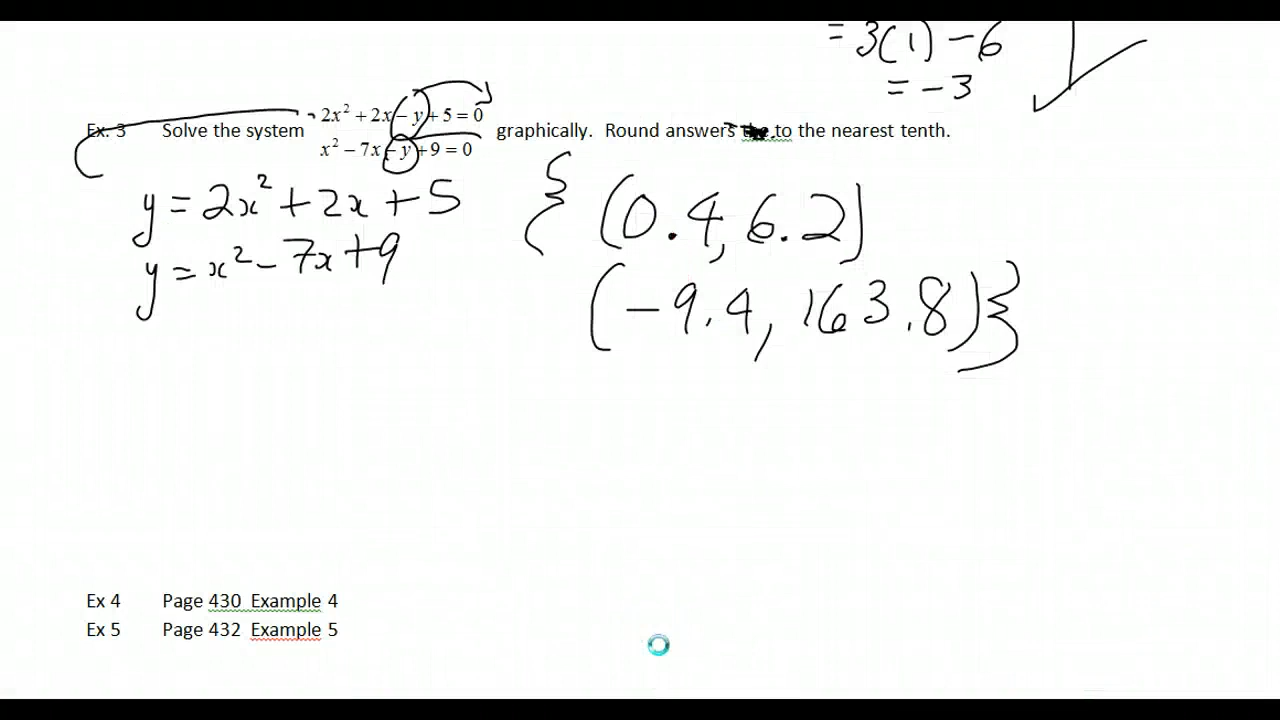 = 3(1) - 6
= -3
2x² + 2x - y + 5 = 0
Ex: 3 Solve the system graphically. Round answers to the nearest tenth.
x² - 7x - y + 9 = 0
y = 2x² + 2x + 5
y = x² - 7x + 9
{ (0.4, 6.2)
(-9.4, 163.8) }
Ex 4 Page 430 Example 4
Ex 5 Page 432 Example 5